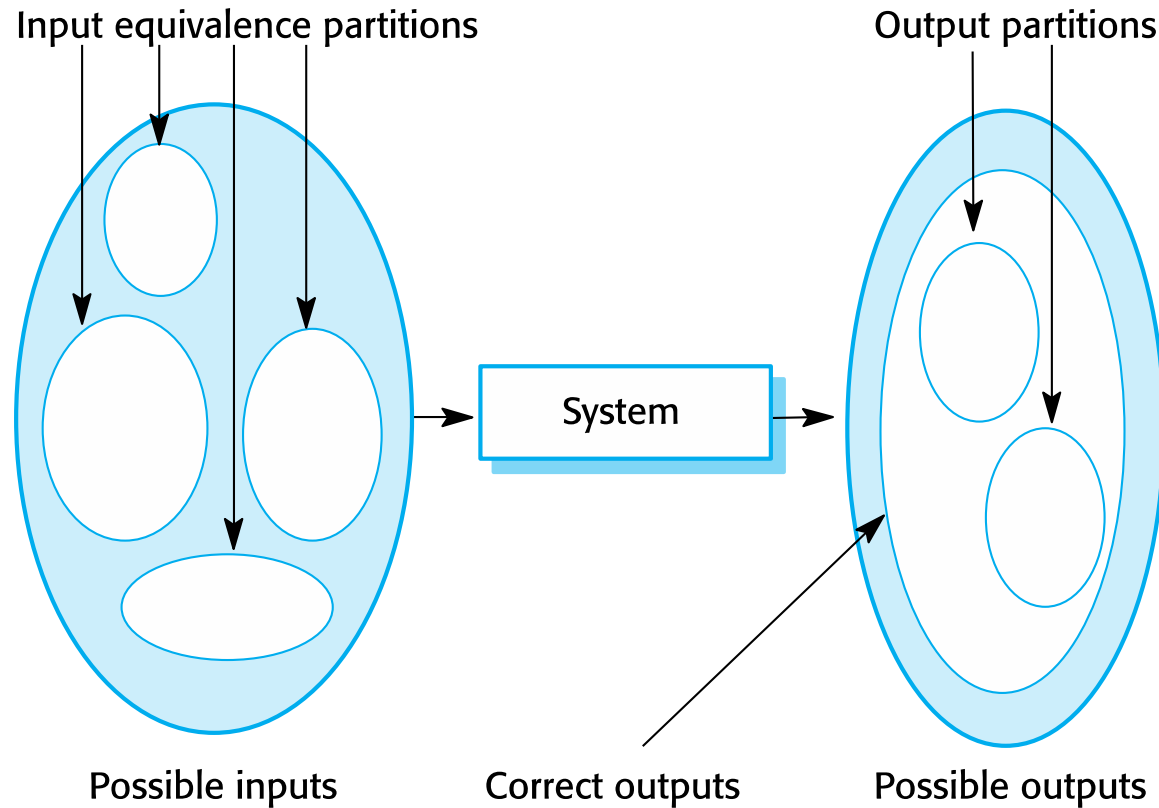 Input equivalence partitions
Output partitions
System
Possible inputs
Correct outputs
Possible outputs